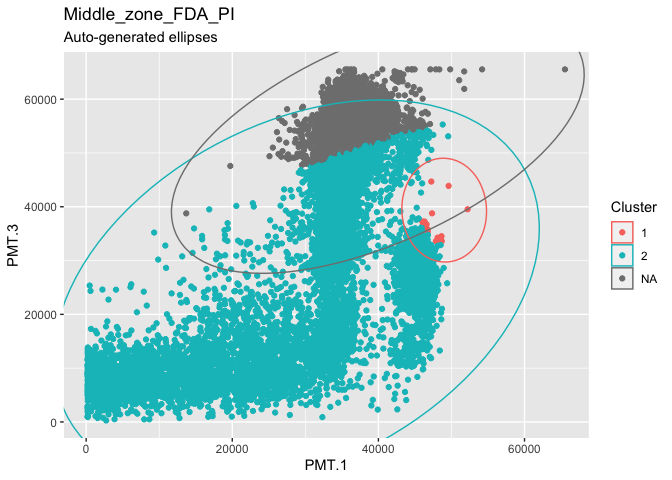 Middle_zone_FDA_PI
Auto-generated ellipses
60000
40000
20000
0
PMT.3
0 20000 40000 60000
PMT.1
Cluster
1
2
NA